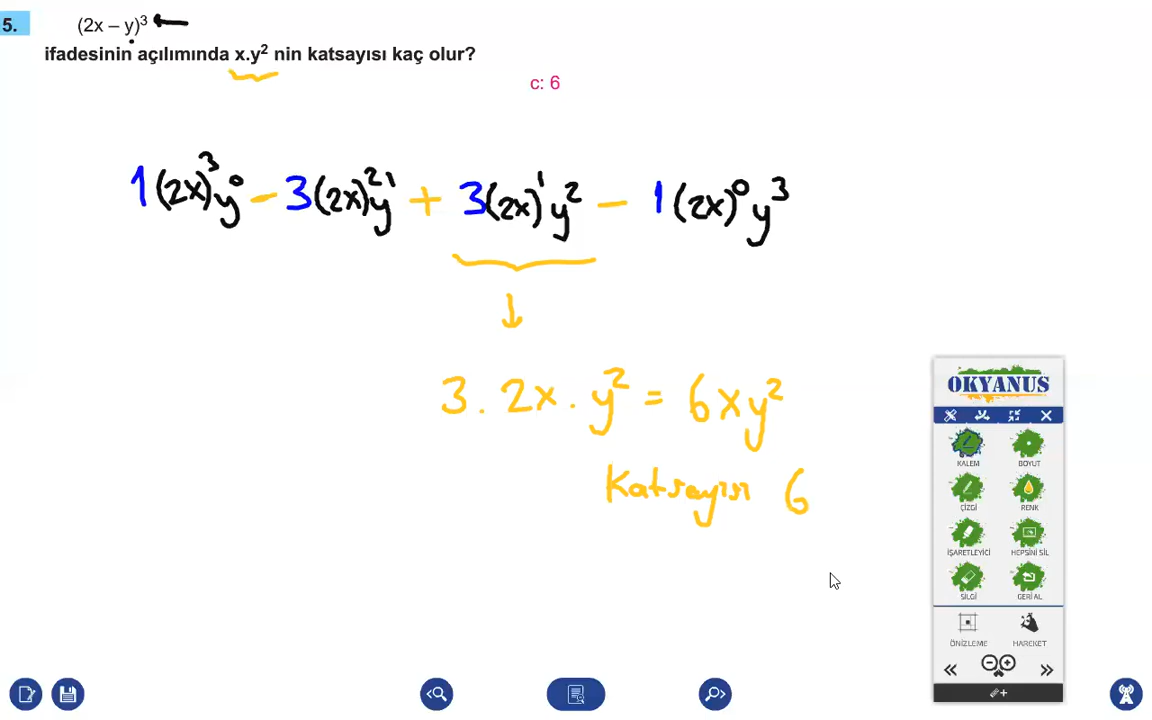 5. (2x – y)³
ifadesinin açılımında x.y² nin katsayısı kaç olur?
c: 6
1(2x)³y⁰ - 3(2x)²y¹ + 3(2x)¹y² - 1(2x)⁰y³
3 . 2x . y² = 6xy²
Katsayısı 6
OKYANUS
KALEM BOYUT
ÇİZGİ RENK
İŞARETLEYİCİ HEPSİNİ SİL
SİLGİ GERİ AL
ÖNİZLEME HAREKET